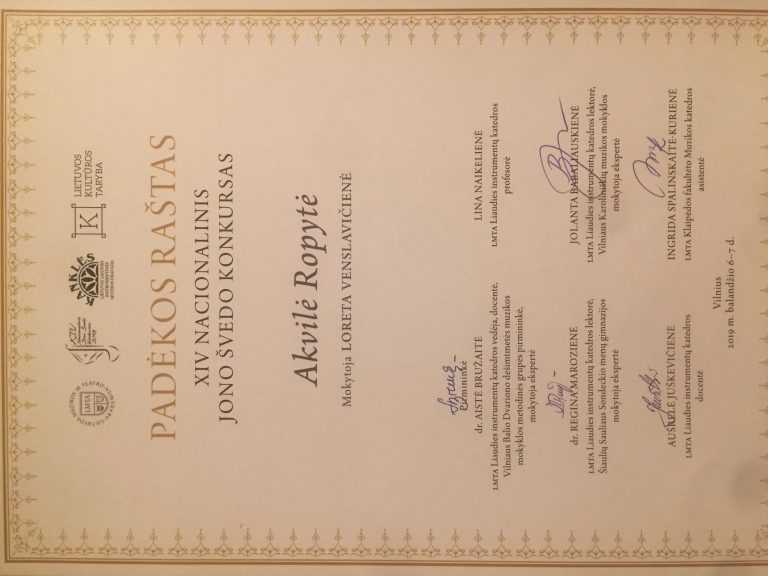 LMTA
KANKLĖS
LIETUVOS
KULTŪROS
TARYBA
PADĖKOS RAŠTAS
XIV NACIONALINIS
JONO ŠVEDO KONKURSAS
Akvilė Ropytė
Mokytoja LORETA VENSLAVIČIENĖ
Pirmininkė
dr. AISTĖ BRUŽAITĖ
LMTA Liaudies instrumentų katedros vedėja, docentė,
Vilniaus Balio Dvariono dešimtmetės muzikos
mokyklos metodinės grupės pirmininkė,
mokytoja ekspertė
LINA NAIKELIENĖ
LMTA Liaudies instrumentų katedros
profesorė
dr. REGINA MAROZIENĖ
LMTA Liaudies instrumentų katedros lektorė,
Šiaulių Sauliaus Sondeckio menų gimnazijos
mokytoja ekspertė
JOLANTA BABALIAUSKIENĖ
LMTA Liaudies instrumentų katedros lektorė,
Vilniaus Karoliniškių muzikos mokyklos
mokytoja ekspertė
AUŠRELĖ JUŠKEVIČIENĖ
LMTA Liaudies instrumentų katedros
docentė
INGRIDA SPALINSKAITĖ-KURIENĖ
LMTA Klaipėdos fakulteto Muzikos katedros
asistentė
Vilnius
2019 m. balandžio 6–7 d.